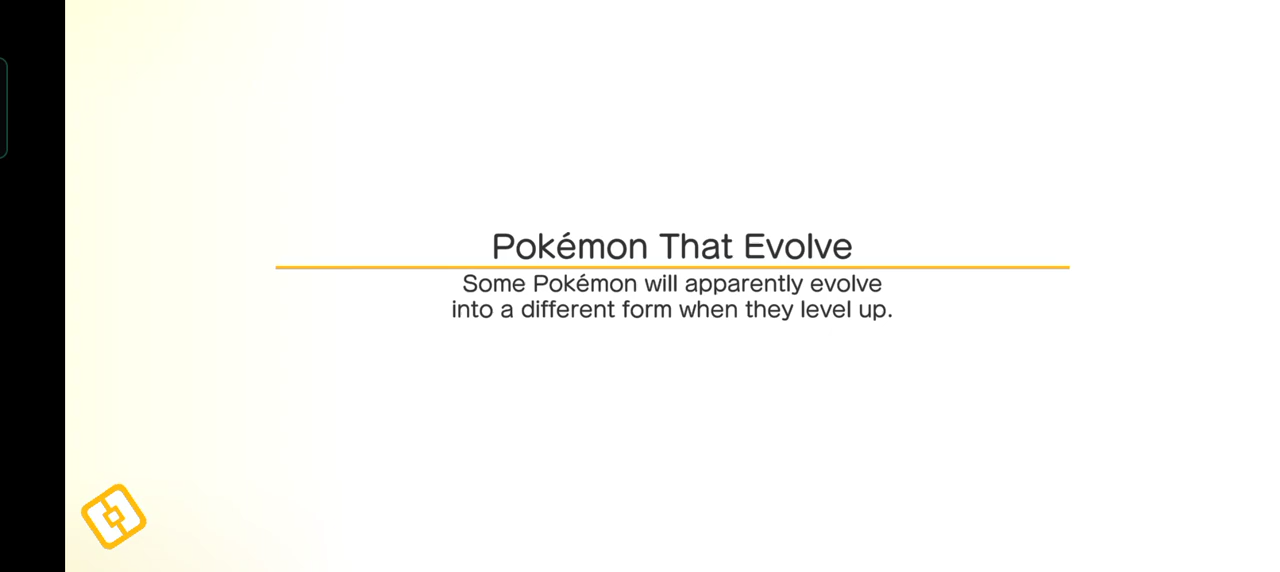 Pokémon That Evolve
Some Pokémon will apparently evolve
into a different form when they level up.